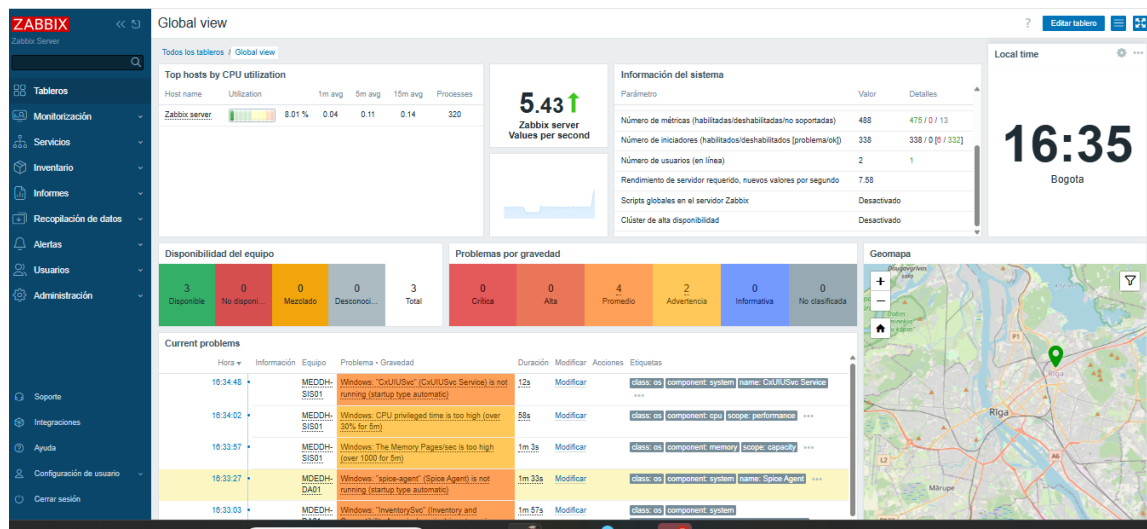 ZABBIX
Zabbix Server
Tableros
Monitorización
Servicios
Inventario
Informes
Recopilación de datos
Alertas
Usuarios
Administración
Soporte
Integraciones
Ayuda
Configuración de usuario
Cerrar sesión
Global view
? Editar tablero
Todos los tableros / Global view
Top hosts by CPU utilization
Host name Utilization 1m avg 5m avg 15m avg Processes
Zabbix server 8.01 % 0.04 0.11 0.14 320
5.43
Zabbix server
Values per second
Información del sistema
Parámetro Valor Detalles
Número de métricas (habilitadas/deshabilitadas/no soportadas) 488 475 / 0 / 13
Número de iniciadores (habilitados/deshabilitados [problema/ok]) 338 338 / 0 [6 / 332]
Número de usuarios (en línea) 2 1
Rendimiento de servidor requerido, nuevos valores por segundo 7.58
Scripts globales en el servidor Zabbix Desactivado
Clúster de alta disponibilidad Desactivado
Local time
16:35
Bogota
Disponibilidad del equipo
3 0 0 0 3
Disponible No disponi... Mezclado Desconoci... Total
Problemas por gravedad
0 0 4 2 0 0
Crítica Alta Promedio Advertencia Informativa No clasificada
Geomapa
+
−
P1
Rīga
Rīga
A6
L2
Mārupe
Current problems
Hora Información Equipo Problema • Gravedad Duración Modificar Acciones Etiquetas
16:34:48 MEDDH-SIS01 Windows: "CxUIUSvc" (CxUIUSvc Service) is not 12s Modificar class: os component: system name: CxUIUSvc Service
running (startup type automatic)
16:34:02 MEDDH-SIS01 Windows: CPU privileged time is too high (over 58s Modificar class: os component: cpu scope: performance
30% for 5m)
16:33:57 MEDDH-SIS01 Windows: The Memory Pages/sec is too high 1m 3s Modificar class: os component: memory scope: capacity
(over 1000 for 5m)
16:33:27 MDEDH-DA01 Windows: "spice-agent" (Spice Agent) is not 1m 33s Modificar class: os component: system name: Spice Agent
running (startup type automatic)
16:33:03 MDEDH- Windows: "InventorySvc" (Inventory and 1m 57s Modificar class: os component: system